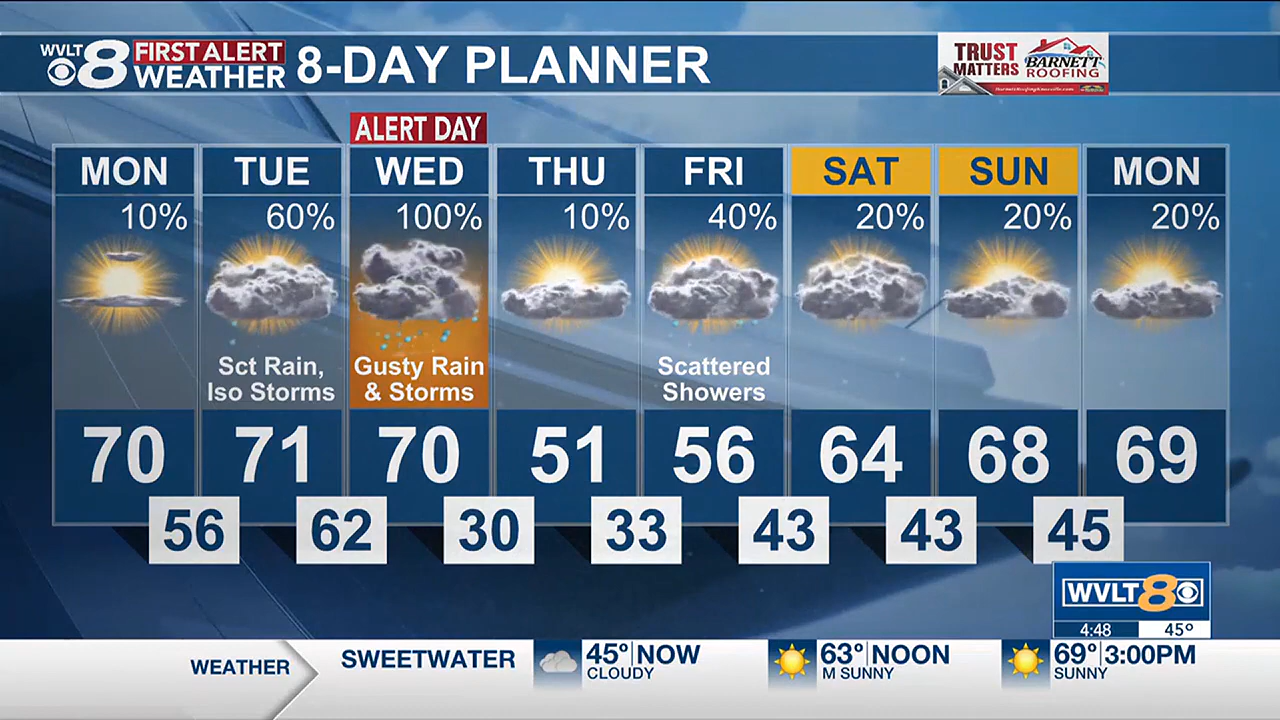 WVLT 8 FIRST ALERT WEATHER
8-DAY PLANNER
TRUST MATTERS
BARNETT ROOFING
ALERT DAY
MON TUE WED THU FRI SAT SUN MON
10% 60% 100% 10% 40% 20% 20% 20%
Sct Rain, Gusty Rain Scattered
Iso Storms & Storms Showers
70 71 70 51 56 64 68 69
56 62 30 33 43 43 45
WVLT 8
4:48 45°
WEATHER
SWEETWATER
45° NOW
CLOUDY
63° NOON
M SUNNY
69° 3:00PM
SUNNY